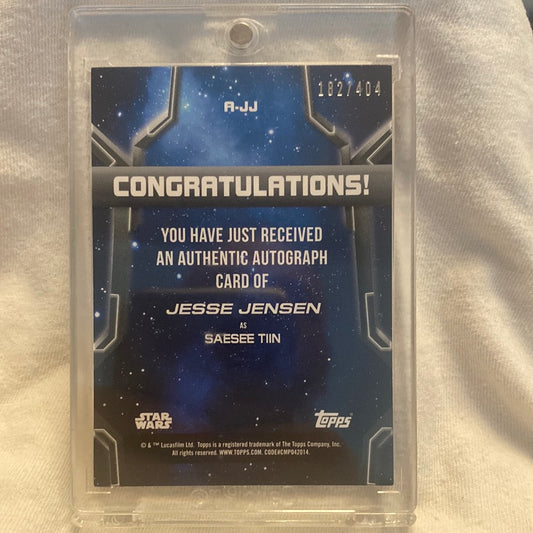 182/404
A-JJ
CONGRATULATIONS!
YOU HAVE JUST RECEIVED
AN AUTHENTIC AUTOGRAPH
CARD OF
JESSE JENSEN
AS
SAESEE TIIN
STAR
WARS
Topps
© & ™ Lucasfilm Ltd. Topps is a registered trademark of The Topps Company, Inc.
All rights reserved. WWW.TOPPS.COM. CODE#CMP042014.